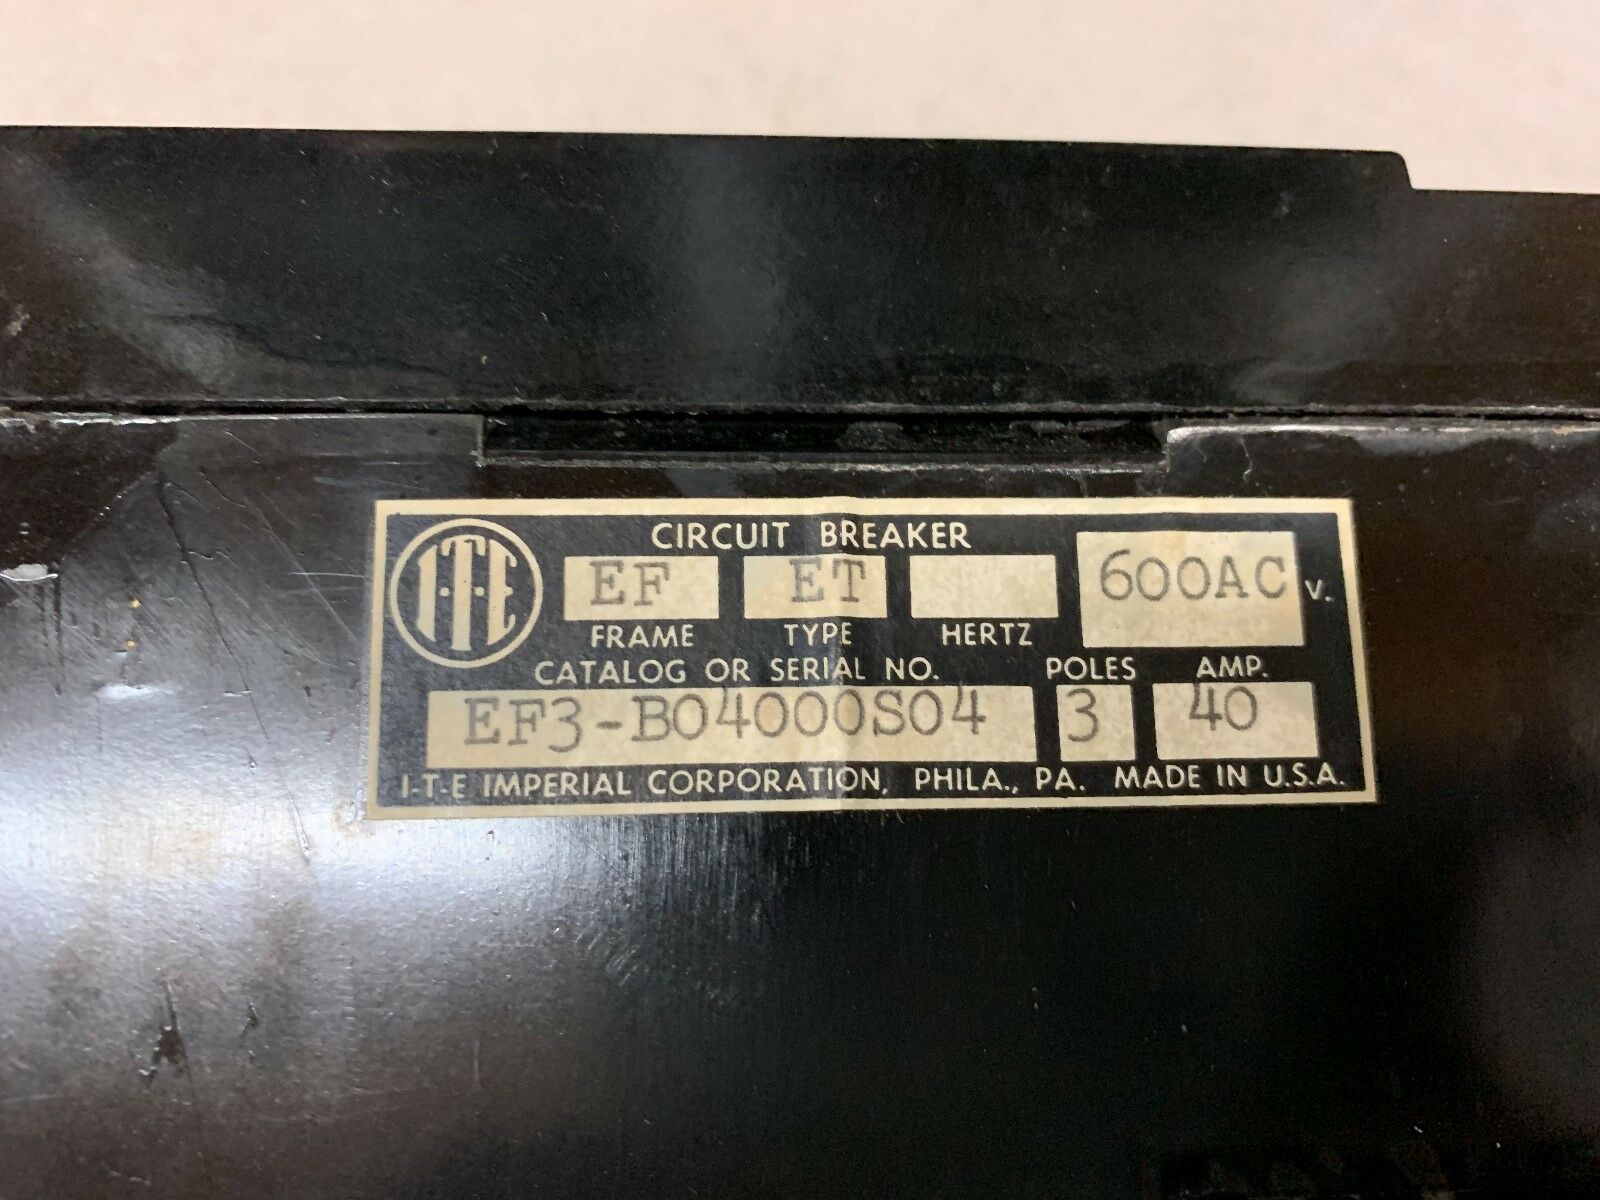 CIRCUIT BREAKER
I-T-E EF ET 600AC V.
FRAME TYPE HERTZ
CATALOG OR SERIAL NO. POLES AMP.
EF3-B04000S04 3 40
I-T-E IMPERIAL CORPORATION, PHILA., PA. MADE IN U.S.A.